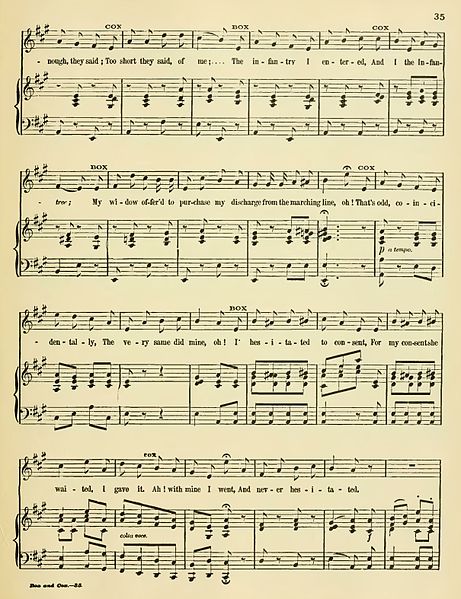 35
COX BOX COX
- nough, they said; Too short they said, of me;.... The in-fan-try I en-ter-ed, And I the In-fan-
BOX COX
tree; My wi-dow of-fer'd to pur-chase my discharge from the marching line, oh! That's odd, co-in-ci-
p a tempo.
BOX
- den-tal-ly, The ve-ry same did mine, oh! I hes-i-ta-ted to con-sent, For my consent she
COX
wai-ted, I gave it. Ah! with mine I went, And nev-er hes-i-ta-ted.
colla voce.
f
Box and Cox.—35.